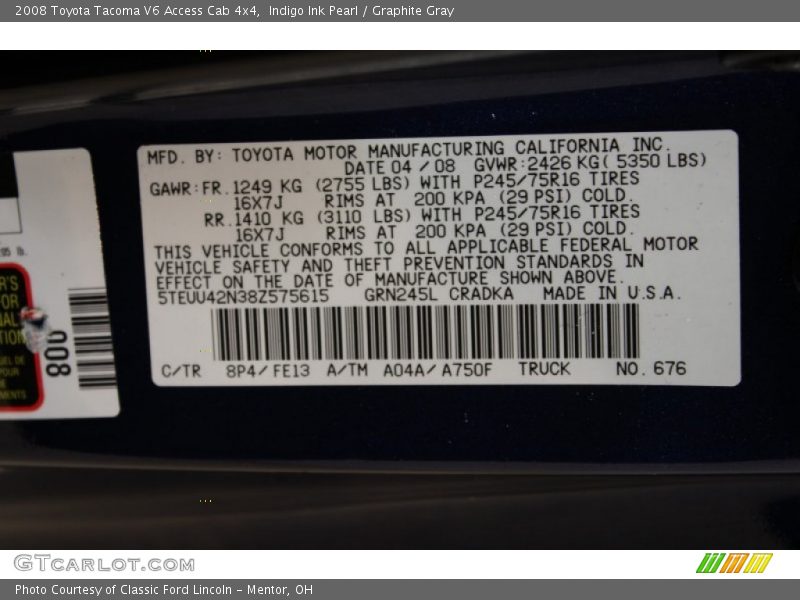 2008 Toyota Tacoma V6 Access Cab 4x4,  Indigo Ink Pearl / Graphite Gray
MFD. BY: TOYOTA MOTOR MANUFACTURING CALIFORNIA INC.
DATE 04 / 08 GVWR:2426 KG( 5350 LBS)
GAWR:FR.1249 KG (2755 LBS) WITH P245/75R16 TIRES
16X7J RIMS AT 200 KPA (29 PSI) COLD.
RR.1410 KG (3110 LBS) WITH P245/75R16 TIRES
16X7J RIMS AT 200 KPA (29 PSI) COLD.
THIS VEHICLE CONFORMS TO ALL APPLICABLE FEDERAL MOTOR
VEHICLE SAFETY AND THEFT PREVENTION STANDARDS IN
EFFECT ON THE DATE OF MANUFACTURE SHOWN ABOVE.
5TEUU42N38Z575615 GRN245L CRADKA MADE IN U.S.A.
C/TR 8P4/FE13 A/TM A04A/A750F TRUCK NO. 676
008
GTCARLOT.COM
Photo Courtesy of Classic Ford Lincoln - Mentor, OH